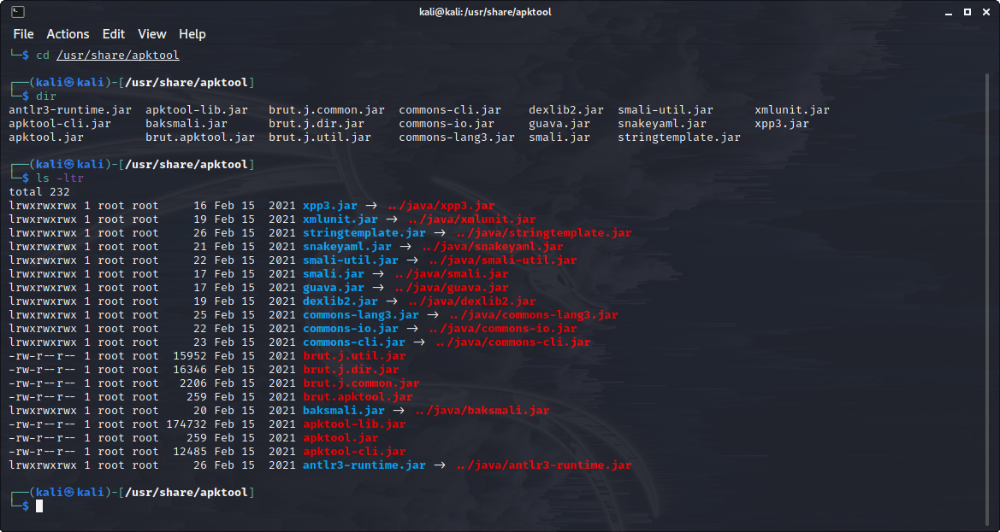 kali@kali:/usr/share/apktool
File Actions Edit View Help
└─$ cd /usr/share/apktool
┌──(kali㉿kali)-[/usr/share/apktool]
└─$ dir
antlr3-runtime.jar apktool-lib.jar brut.j.common.jar commons-cli.jar dexlib2.jar smali-util.jar xmlunit.jar
apktool-cli.jar baksmali.jar brut.j.dir.jar commons-io.jar guava.jar snakeyaml.jar xpp3.jar
apktool.jar brut.apktool.jar brut.j.util.jar commons-lang3.jar smali.jar stringtemplate.jar
┌──(kali㉿kali)-[/usr/share/apktool]
└─$ ls -ltr
total 232
lrwxrwxrwx 1 root root 16 Feb 15 2021 xpp3.jar → ../java/xpp3.jar
lrwxrwxrwx 1 root root 19 Feb 15 2021 xmlunit.jar → ../java/xmlunit.jar
lrwxrwxrwx 1 root root 26 Feb 15 2021 stringtemplate.jar → ../java/stringtemplate.jar
lrwxrwxrwx 1 root root 21 Feb 15 2021 snakeyaml.jar → ../java/snakeyaml.jar
lrwxrwxrwx 1 root root 22 Feb 15 2021 smali-util.jar → ../java/smali-util.jar
lrwxrwxrwx 1 root root 17 Feb 15 2021 smali.jar → ../java/smali.jar
lrwxrwxrwx 1 root root 17 Feb 15 2021 guava.jar → ../java/guava.jar
lrwxrwxrwx 1 root root 19 Feb 15 2021 dexlib2.jar → ../java/dexlib2.jar
lrwxrwxrwx 1 root root 25 Feb 15 2021 commons-lang3.jar → ../java/commons-lang3.jar
lrwxrwxrwx 1 root root 22 Feb 15 2021 commons-io.jar → ../java/commons-io.jar
lrwxrwxrwx 1 root root 23 Feb 15 2021 commons-cli.jar → ../java/commons-cli.jar
-rw-r--r-- 1 root root 15952 Feb 15 2021 brut.j.util.jar
-rw-r--r-- 1 root root 16346 Feb 15 2021 brut.j.dir.jar
-rw-r--r-- 1 root root 2206 Feb 15 2021 brut.j.common.jar
-rw-r--r-- 1 root root 259 Feb 15 2021 brut.apktool.jar
lrwxrwxrwx 1 root root 20 Feb 15 2021 baksmali.jar → ../java/baksmali.jar
-rw-r--r-- 1 root root 174732 Feb 15 2021 apktool-lib.jar
-rw-r--r-- 1 root root 259 Feb 15 2021 apktool.jar
-rw-r--r-- 1 root root 12485 Feb 15 2021 apktool-cli.jar
lrwxrwxrwx 1 root root 26 Feb 15 2021 antlr3-runtime.jar → ../java/antlr3-runtime.jar
┌──(kali㉿kali)-[/usr/share/apktool]
└─$